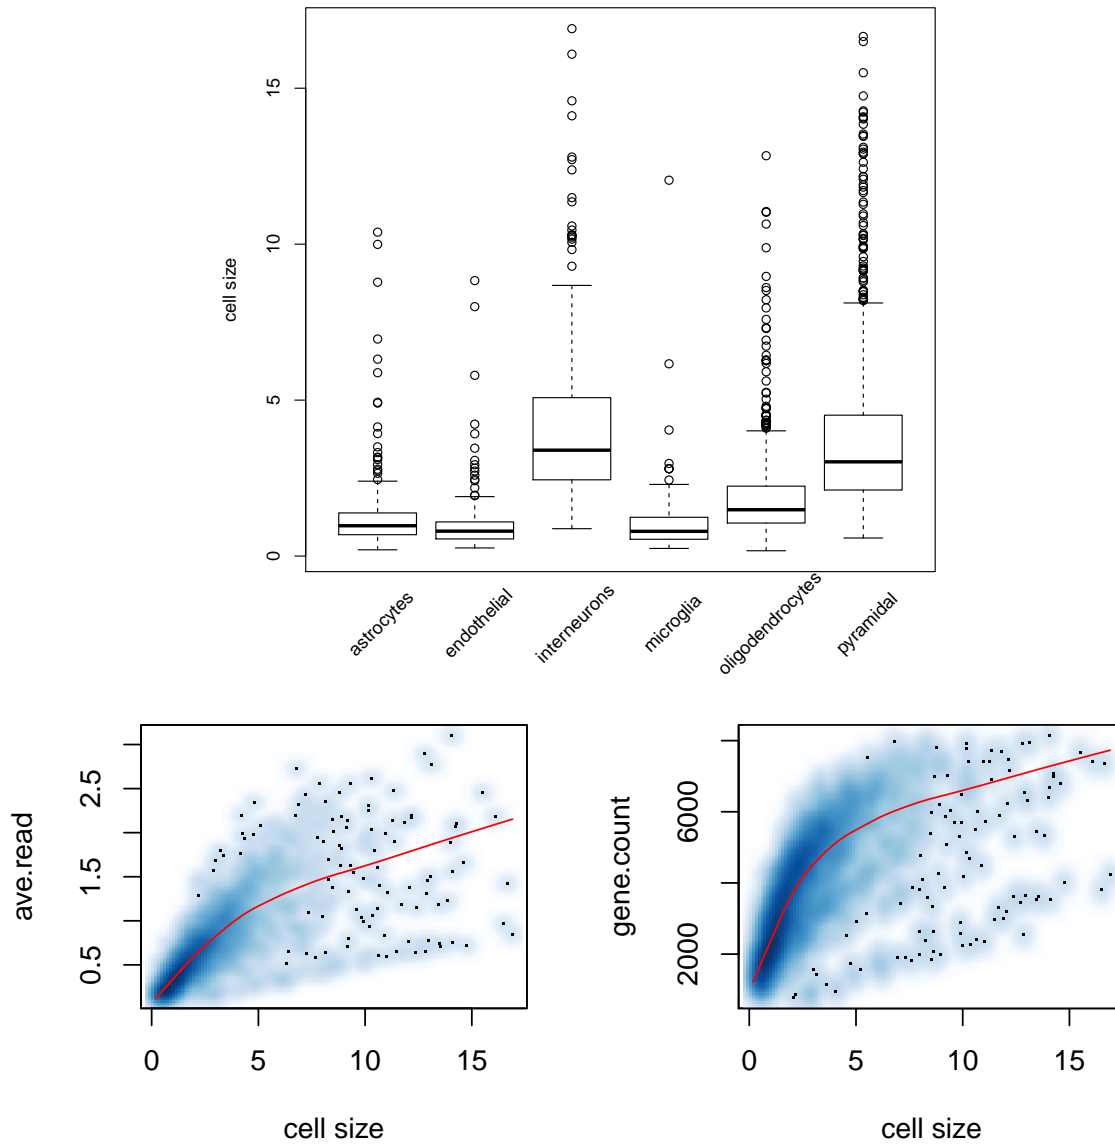 15
10
5
0
cell size
astrocytes
endothelial
interneurons
microglia
oligodendrocytes
pyramidal
2.5
1.5
0.5
ave.read
0 5 10 15
cell size
6000
2000
gene.count
0 5 10 15
cell size